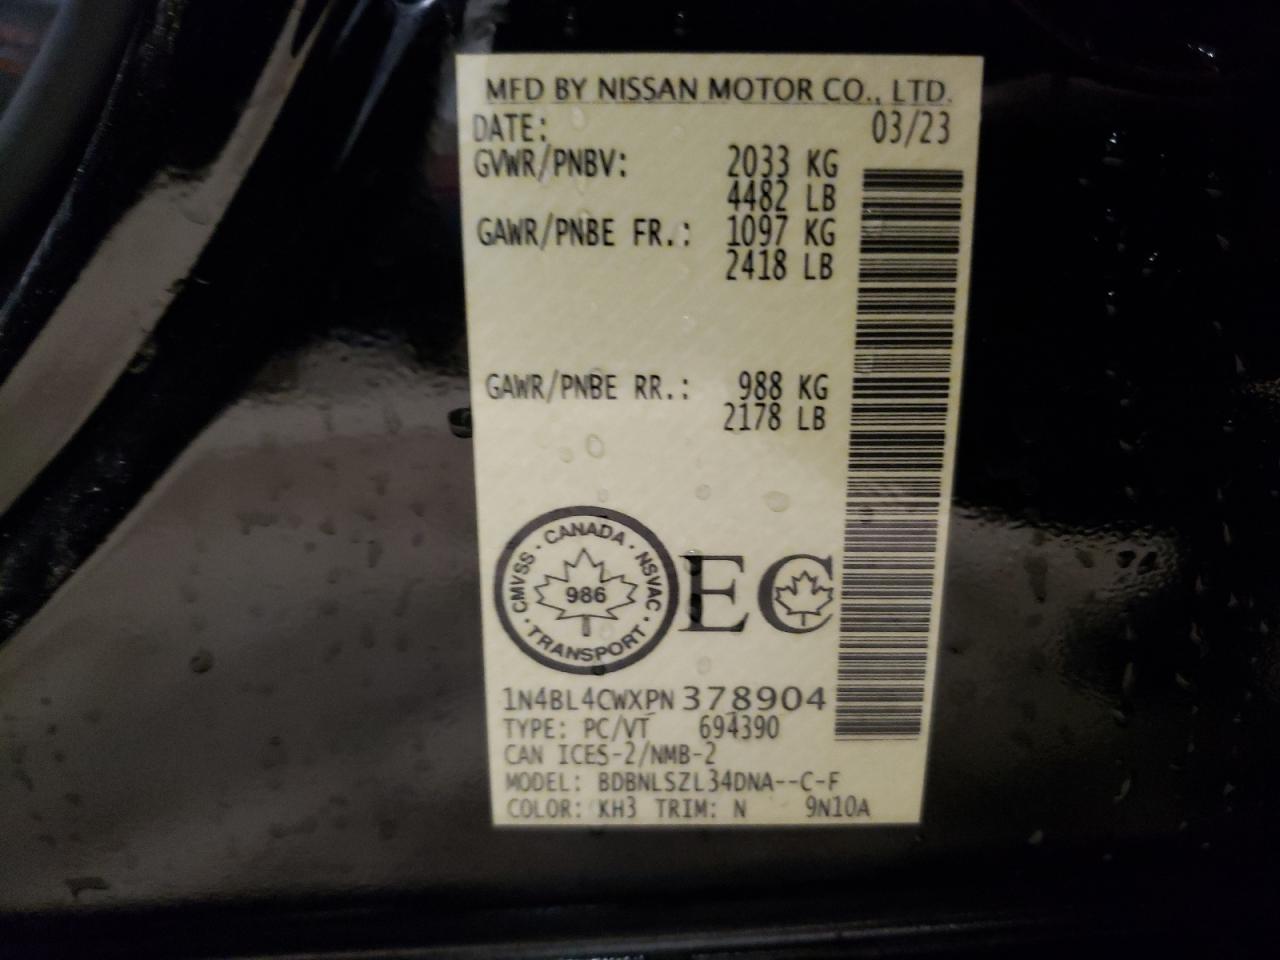 MFD BY NISSAN MOTOR CO., LTD.
DATE: 03/23
GVWR/PNBV: 2033 KG
4482 LB
GAWR/PNBE FR.: 1097 KG
2418 LB
GAWR/PNBE RR.: 988 KG
2178 LB
CANADA · NSVAC · TRANSPORT · CMVSS ·
986
EC
1N4BL4CWXPN378904
TYPE: PC/VT 694390
CAN ICES-2/NMB-2
MODEL: BDBNLSZL34DNA--C-F
COLOR: KH3 TRIM: N 9N10A